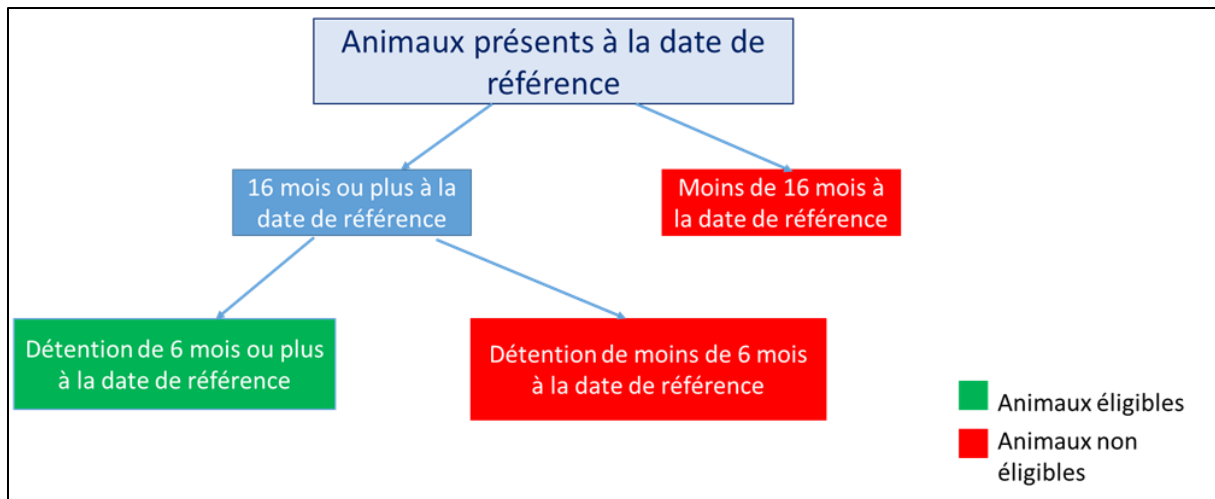 Animaux présents à la date de
référence
16 mois ou plus à la
date de référence
Moins de 16 mois à
la date de référence
Détention de 6 mois ou plus
à la date de référence
Détention de moins de 6 mois
à la date de référence
Animaux éligibles
Animaux non
éligibles